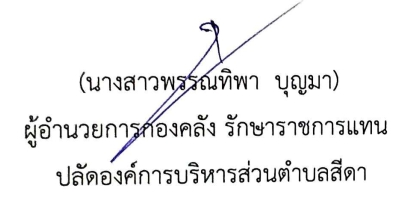 (นางสาวพรรณทิพา บุญมา)
ผู้อำนวยการกองคลัง รักษาราชการแทน
ปลัดองค์การบริหารส่วนตำบลสีดา